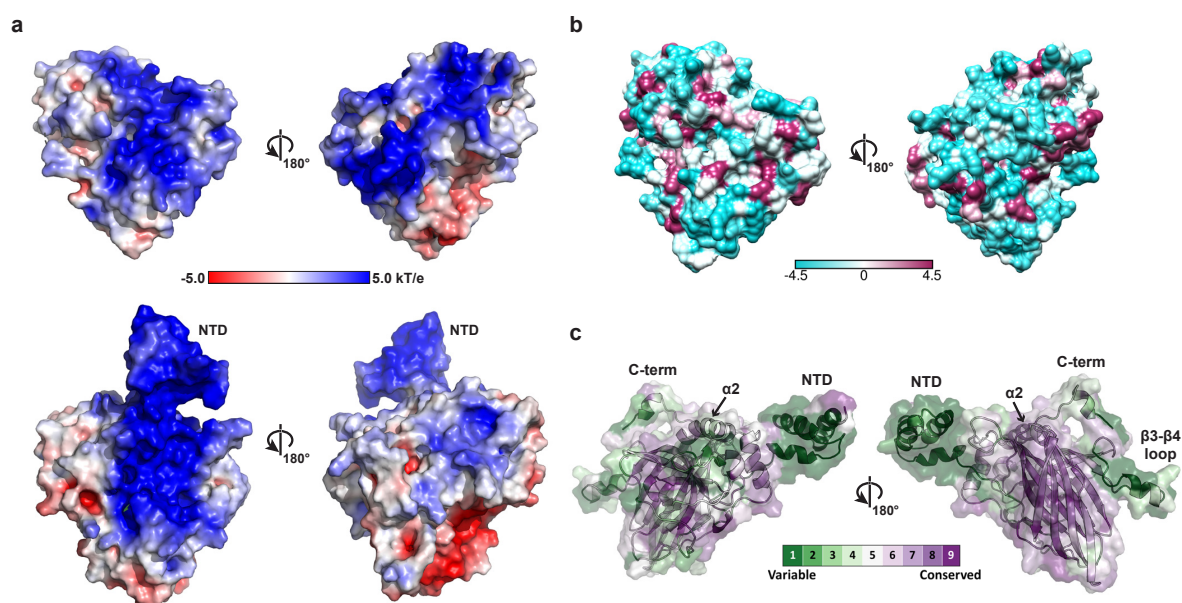 a
180°
-5.0 5.0 kT/e
NTD NTD
180°
b
180°
-4.5 0 4.5
c
C-term C-term
α2 NTD NTD α2
β3-β4
loop
180°
1 2 3 4 5 6 7 8 9
Variable Conserved